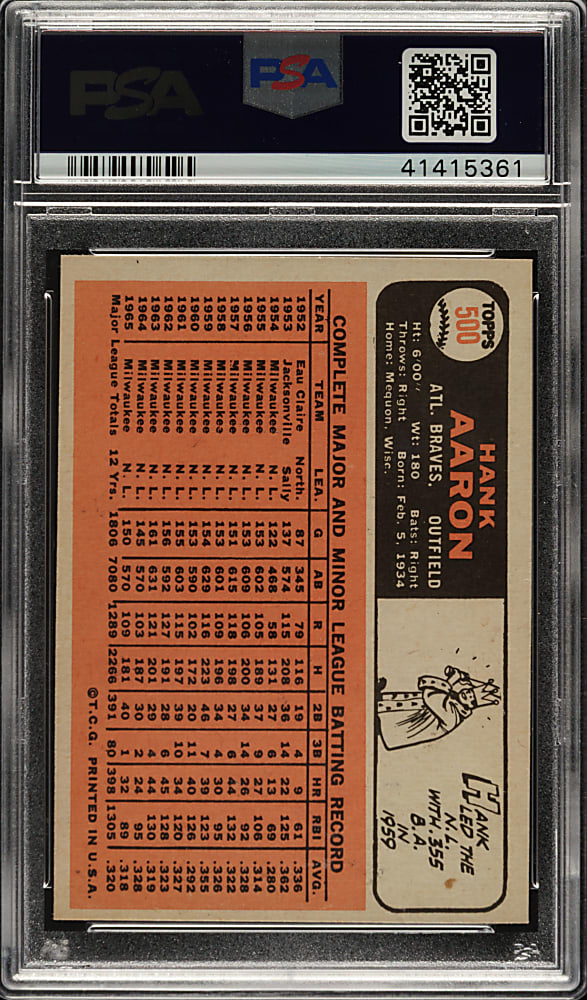 PSA
PSA
41415361
TOPPS
500
HANK
AARON
ATL. BRAVES, OUTFIELD
Ht: 6'00" Wt: 180 Bats: Right
Throws: Right Born: Feb. 5, 1934
Home: Mequon, Wisc.
HANK
LED THE
N.L.
WITH .355
B.A.
IN
1959
COMPLETE MAJOR AND MINOR LEAGUE BATTING RECORD
YEAR TEAM LEA. G AB R H 2B 3B HR RBI AVG.
1952 Eau Claire North. 87 345 79 116 19 4 9 61 .336
1953 Jacksonville Sally 137 574 115 208 36 14 22 125 .362
1954 Milwaukee N. L. 122 468 58 131 27 6 13 69 .280
1955 Milwaukee N. L. 153 602 105 189 37 9 27 106 .314
1956 Milwaukee N. L. 153 609 106 200 34 14 26 92 .328
1957 Milwaukee N. L. 151 615 118 198 27 6 44 132 .322
1958 Milwaukee N. L. 153 601 109 196 34 4 30 95 .326
1959 Milwaukee N. L. 154 629 116 223 46 7 39 123 .355
1960 Milwaukee N. L. 153 590 102 172 20 11 40 126 .292
1961 Milwaukee N. L. 155 603 115 197 39 10 34 120 .327
1962 Milwaukee N. L. 156 592 127 191 28 6 45 128 .323
1963 Milwaukee N. L. 161 631 121 201 29 4 44 130 .319
1964 Milwaukee N. L. 145 570 103 187 30 2 24 95 .328
1965 Milwaukee N. L. 150 570 109 181 40 1 32 89 .318
Major League Totals 12 Yrs. 1806 7080 1289 2266 391 80 398 1305 .320
©T.C.G. PRINTED IN U.S.A.